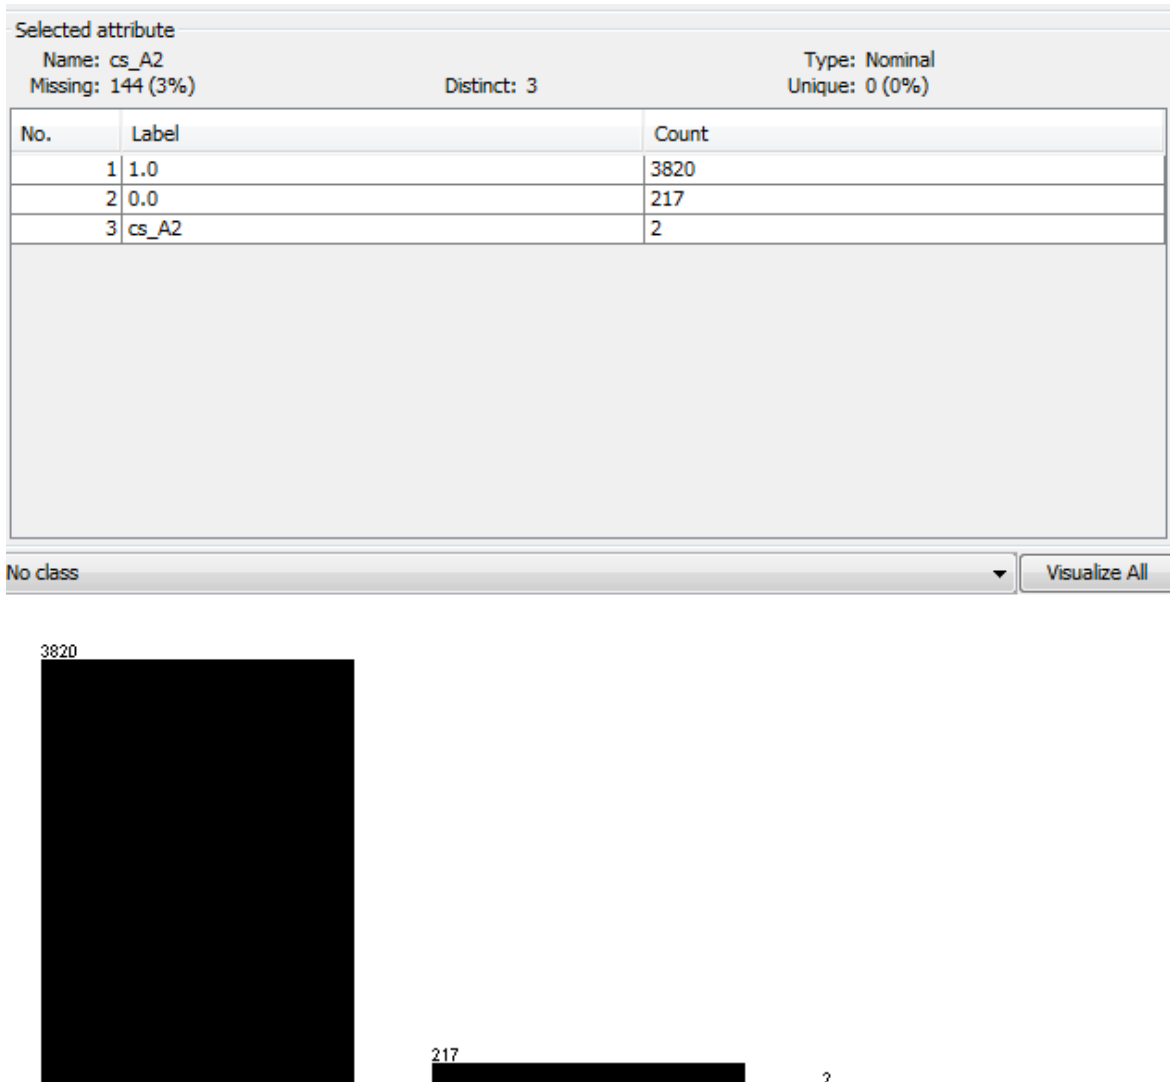 Selected attribute
Name: cs_A2 Type: Nominal
Missing: 144 (3%) Distinct: 3 Unique: 0 (0%)
No. Label Count
1 1.0 3820
2 0.0 217
3 cs_A2 2
No class Visualize All
3820
217
2